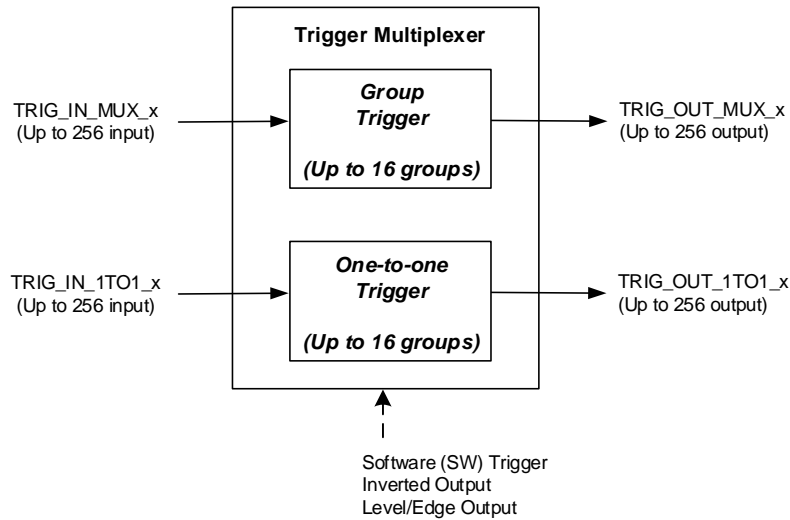 Trigger Multiplexer
TRIG_IN_MUX_x
(Up to 256 input)
Group
Trigger
(Up to 16 groups)
TRIG_OUT_MUX_x
(Up to 256 output)
TRIG_IN_1TO1_x
(Up to 256 input)
One-to-one
Trigger
(Up to 16 groups)
TRIG_OUT_1TO1_x
(Up to 256 output)
Software (SW) Trigger
Inverted Output
Level/Edge Output